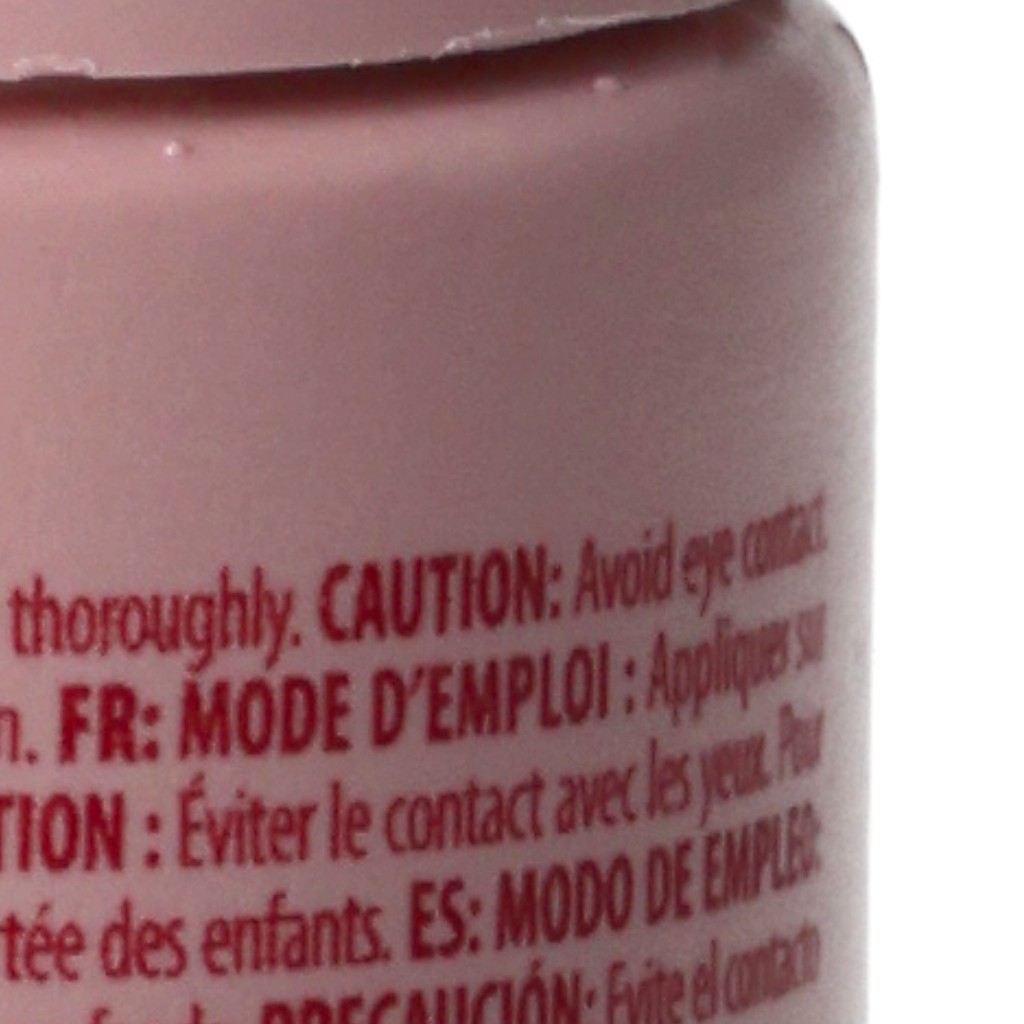 thoroughly. CAUTION: Avoid eye contact.
n. FR: MODE D'EMPLOI : Appliquer sur
TION : Éviter le contact avec les yeux. Pour
rtée des enfants. ES: MODO DE EMPLEO:
PRECAUCIÓN: Evite el contacto